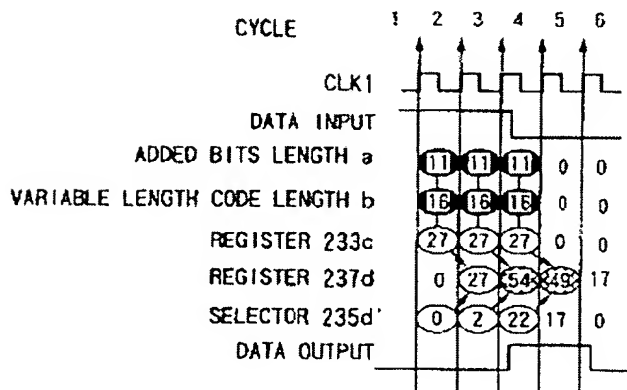 CYCLE 1 2 3 4 5 6
CLK1
DATA INPUT
ADDED BITS LENGTH a 11 11 11 0 0
VARIABLE LENGTH CODE LENGTH b 16 16 16 0 0
REGISTER 233c 27 27 27 0 0
REGISTER 237d 0 27 54 49 17
SELECTOR 235d' 0 2 22 17 0
DATA OUTPUT